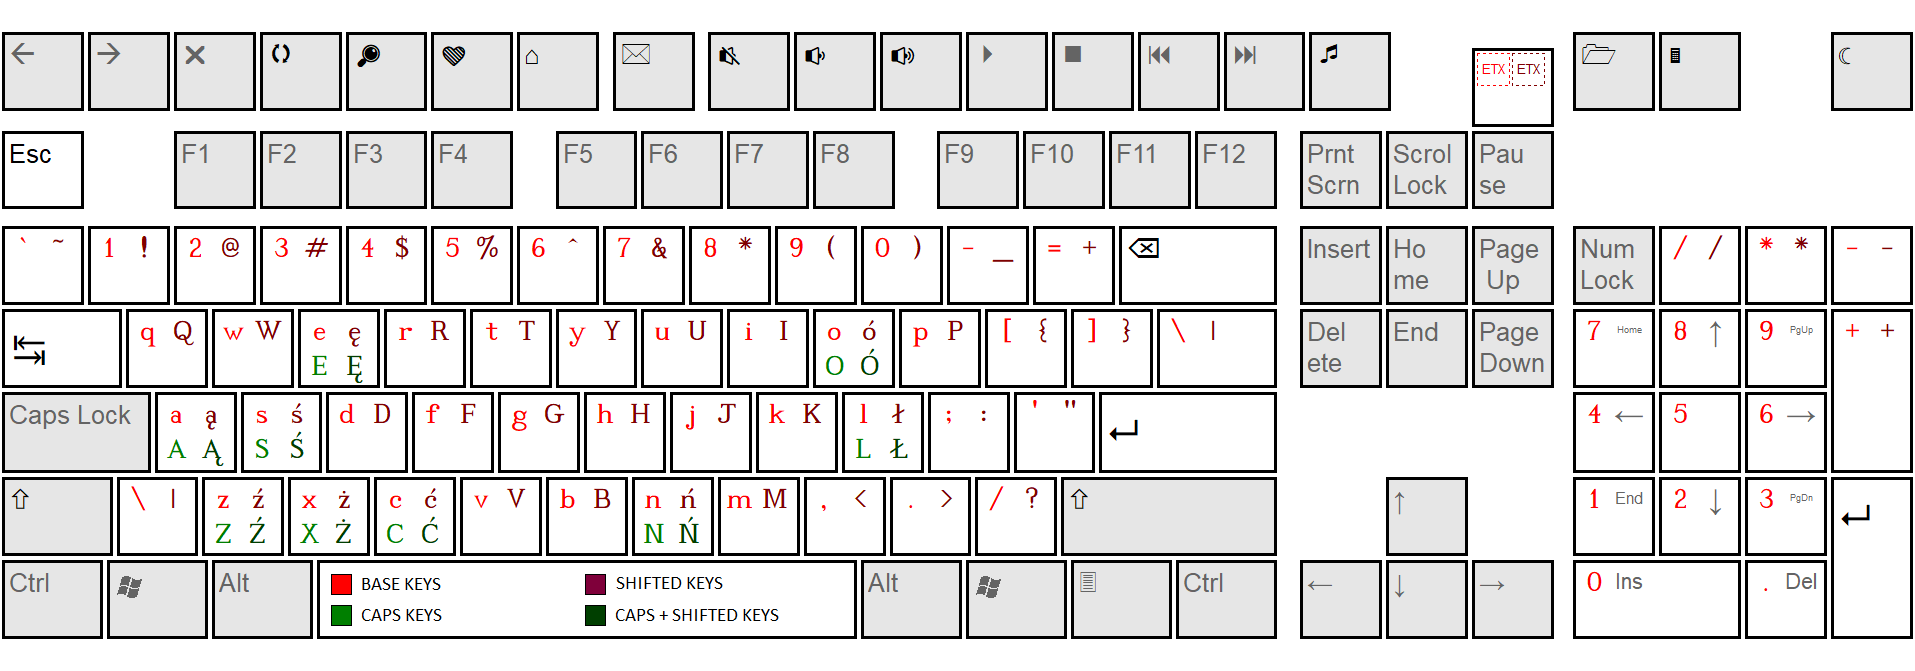 ← → ETX ETX
Esc F1 F2 F3 F4 F5 F6 F7 F8 F9 F10 F11 F12 Prnt Scrn Scrol Lock Pau se
` ~ 1 ! 2 @ 3 # 4 $ 5 % 6 ^ 7 & 8 * 9 ( 0 ) - _ = + ⌫ Insert Ho me Page Up Num Lock / / * * - -
q Q w W e ę r R t T y Y u U i I o ó p P [ { ] } \ | Del ete End Page Down 7 Home 8 ↑ 9 PgUp + +
E Ę O Ó
Caps Lock a ą s ś d D f F g G h H j J k K l ł ; : ' " 4 ← 5 6 →
A Ą S Ś L Ł
\ | z ź x ż c ć v V b B n ń m M , < . > / ? ↑ 1 End 2 ↓ 3 PgDn
Z Ź X Ż C Ć N Ń
Ctrl Alt BASE KEYS SHIFTED KEYS Alt Ctrl ← ↓ → 0 Ins . Del
CAPS KEYS CAPS + SHIFTED KEYS